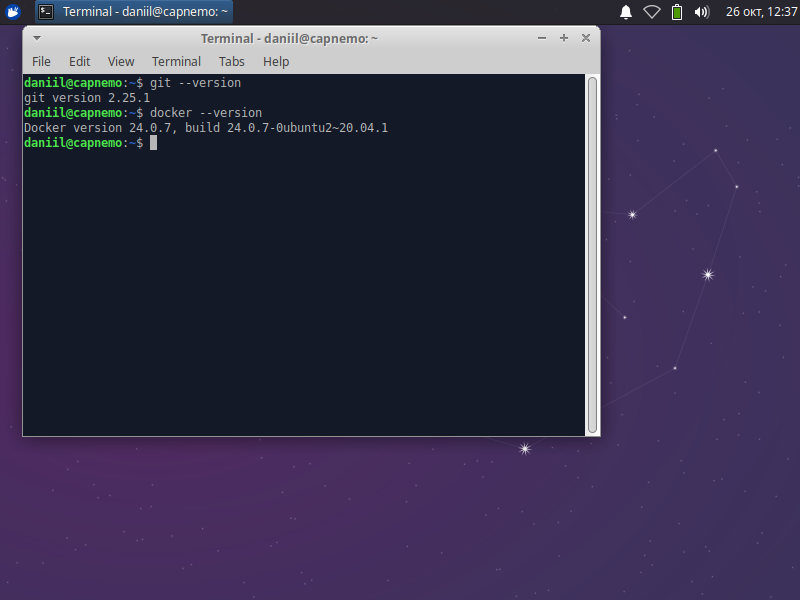 Terminal - daniil@capnemo: ~
26 окт, 12:37
Terminal - daniil@capnemo: ~
File Edit View Terminal Tabs Help
daniil@capnemo:~$ git --version
git version 2.25.1
daniil@capnemo:~$ docker --version
Docker version 24.0.7, build 24.0.7-0ubuntu2~20.04.1
daniil@capnemo:~$